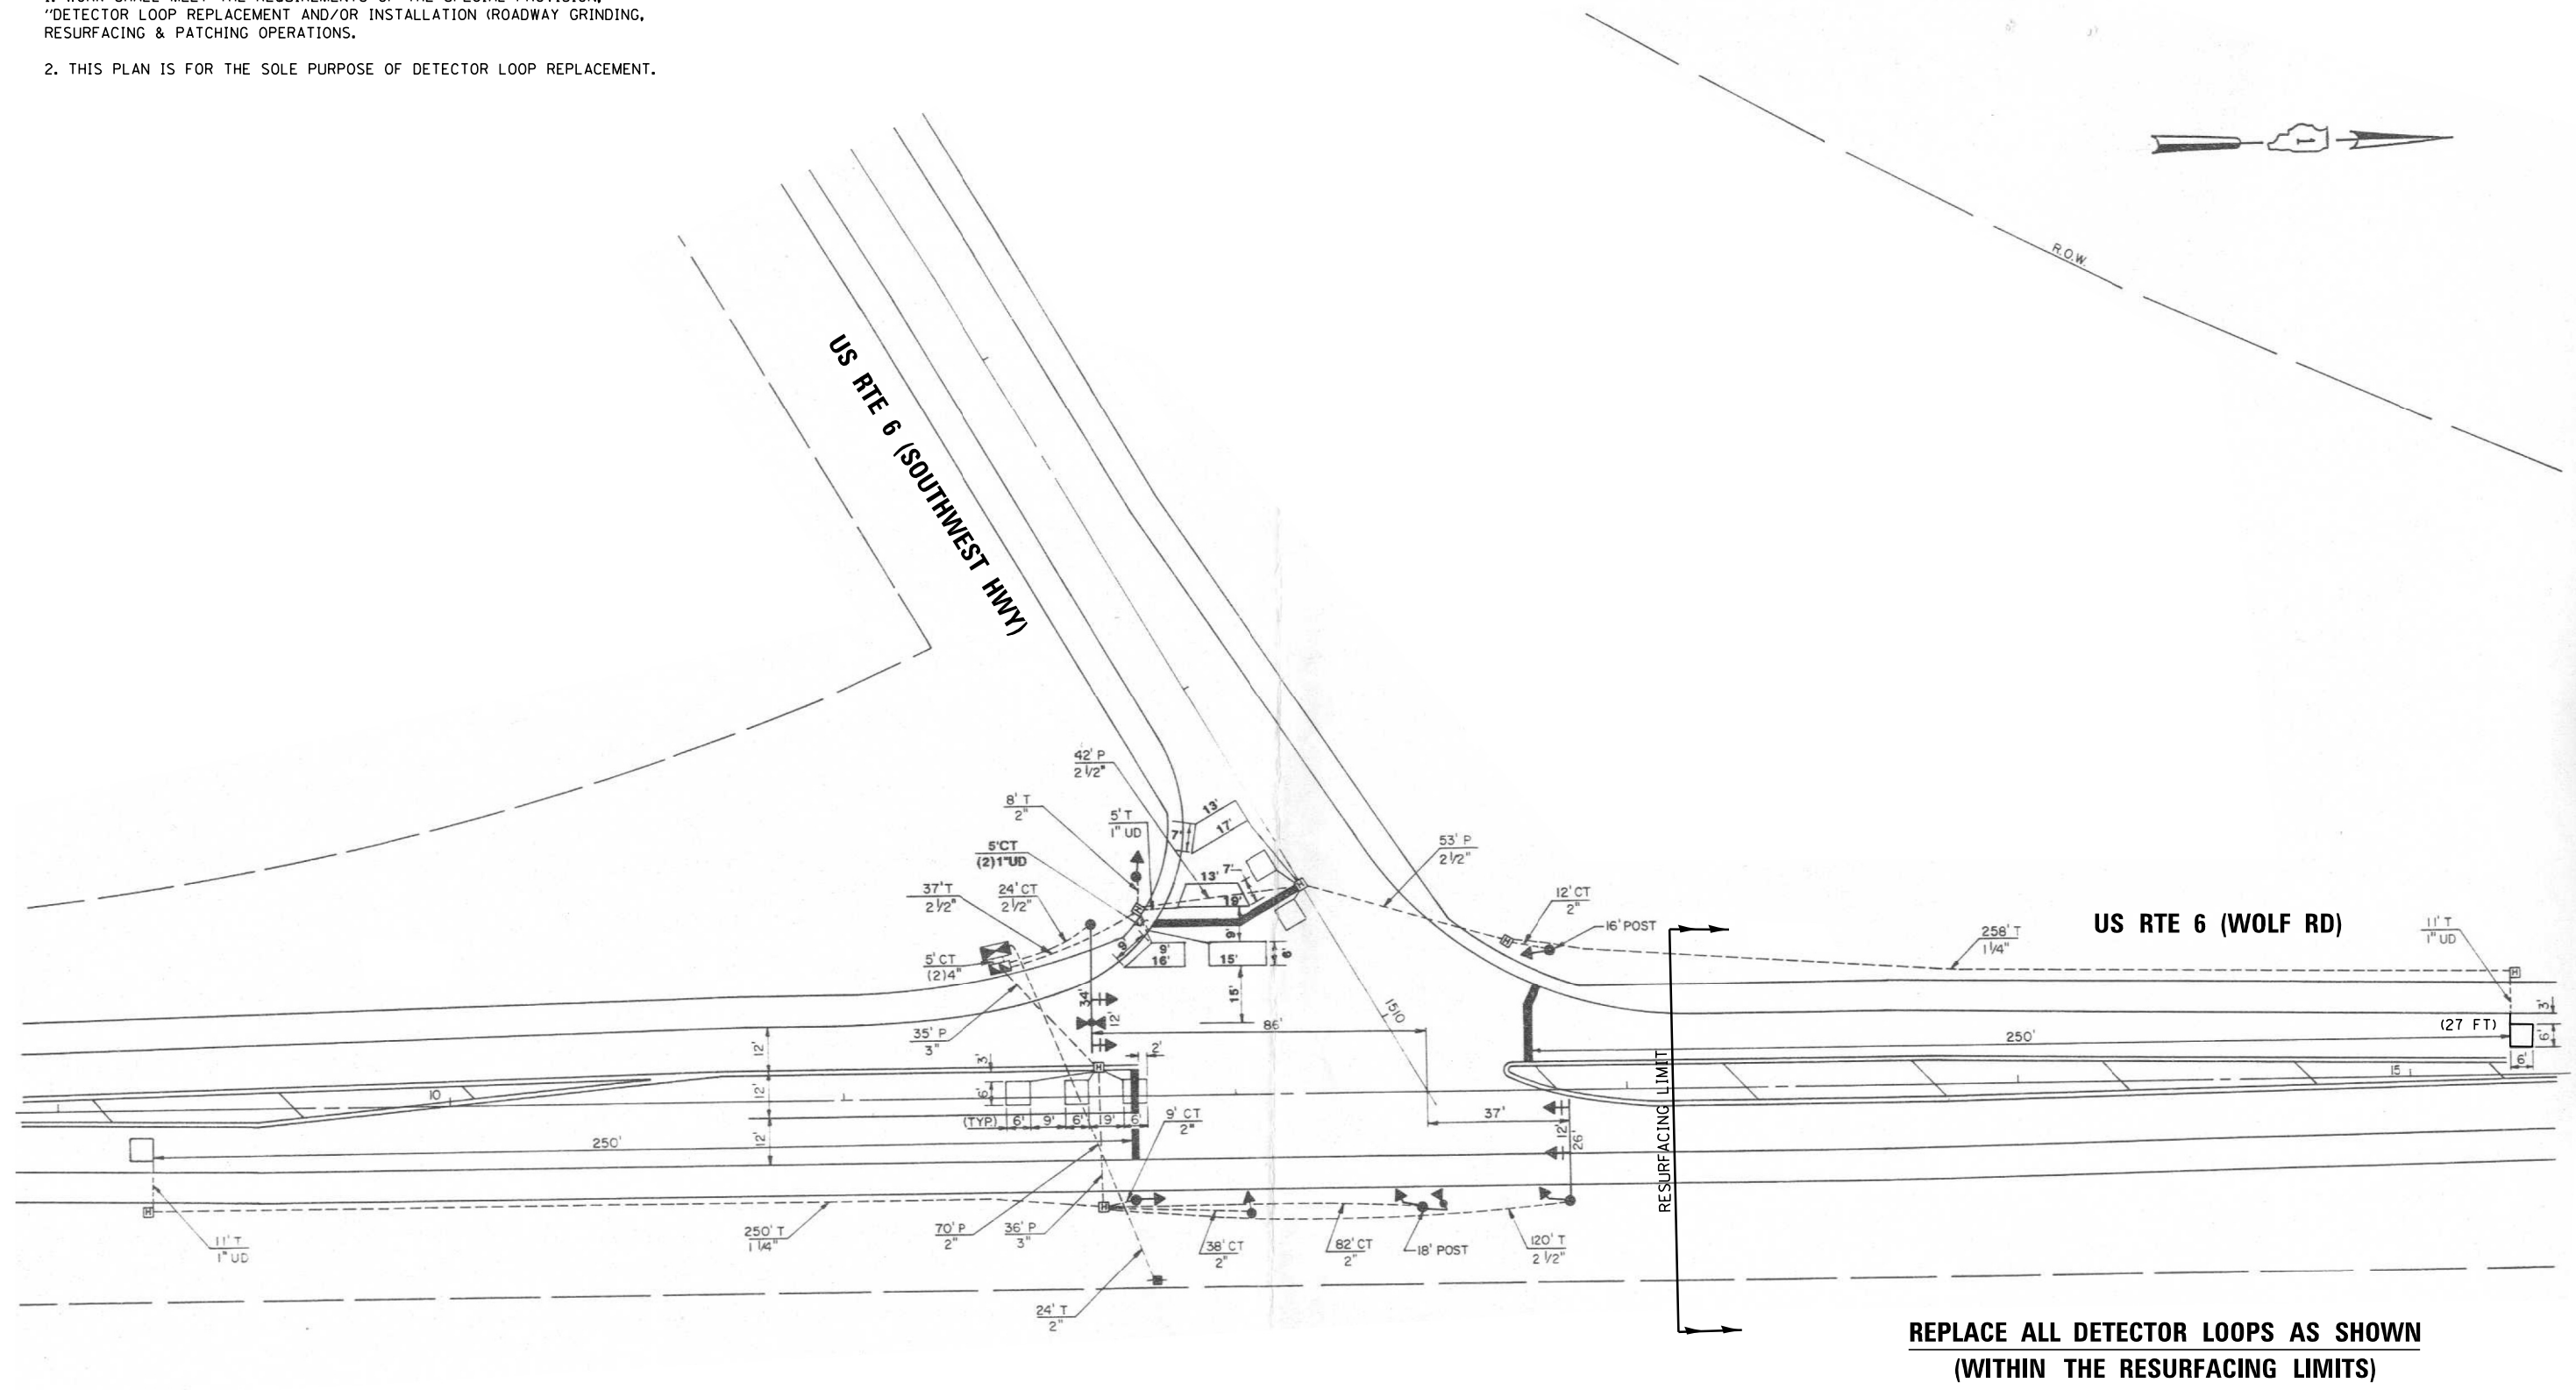 "DETECTOR LOOP REPLACEMENT AND/OR INSTALLATION (ROADWAY GRINDING,
RESURFACING & PATCHING OPERATIONS.
2. THIS PLAN IS FOR THE SOLE PURPOSE OF DETECTOR LOOP REPLACEMENT.
1
R.O.W.
US RTE 6 (SOUTHWEST HWY)
42' P
2 1/2"
8' T
2"
5' T
1" UD
5'CT
(2)1"UD
37'T
2 1/2"
24' CT
2 1/2"
5' CT
(2)4"
35' P
3"
13'
17'
7'
7'
13'
9'
16'
15'
9'
6'
15'
34'
12'
86'
1510
53' P
2 1/2"
12' CT
2"
16' POST
258' T
1 1/4"
US RTE 6 (WOLF RD)
11' T
1" UD
(27 FT)
3'
6'
6'
250'
15
RESURFACING LIMIT
37'
12'
26'
2'
3'
6'
12'
12'
12'
10
(TYP.)
6'
9'
6'
9'
6'
9' CT
2"
250'
11' T
1" UD
250' T
1 1/4"
70' P
2"
36' P
3"
38' CT
2"
82' CT
2"
18' POST
120' T
2 1/2"
24' T
2"
REPLACE ALL DETECTOR LOOPS AS SHOWN
(WITHIN THE RESURFACING LIMITS)